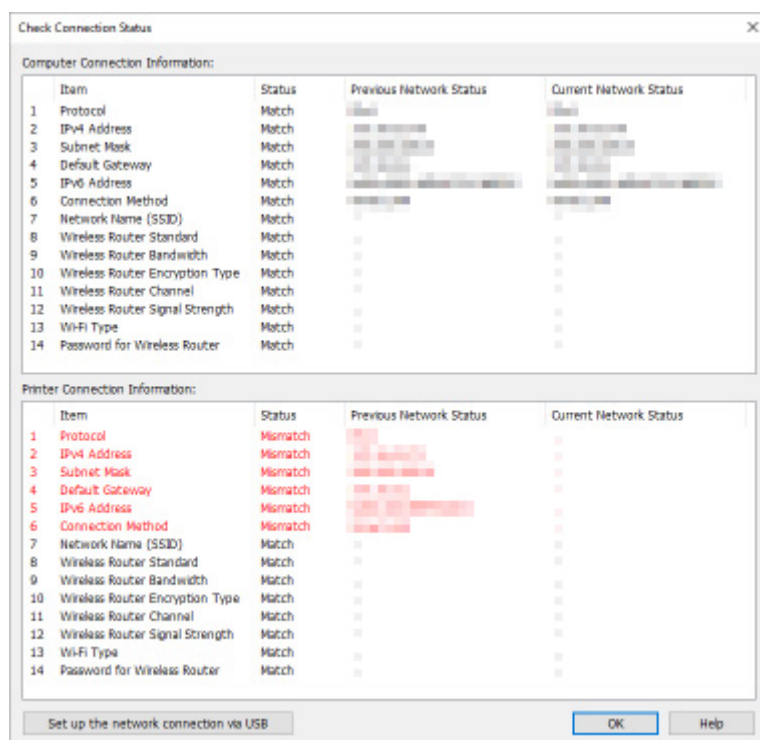 Check Connection Status
Computer Connection Information:
Item Status Previous Network Status Current Network Status
1 Protocol Match
2 IPv4 Address Match
3 Subnet Mask Match
4 Default Gateway Match
5 IPv6 Address Match
6 Connection Method Match
7 Network Name (SSID) Match
8 Wireless Router Standard Match
9 Wireless Router Bandwidth Match
10 Wireless Router Encryption Type Match
11 Wireless Router Channel Match
12 Wireless Router Signal Strength Match
13 Wi-Fi Type Match
14 Password for Wireless Router Match
Printer Connection Information:
Item Status Previous Network Status Current Network Status
1 Protocol Mismatch
2 IPv4 Address Mismatch
3 Subnet Mask Mismatch
4 Default Gateway Mismatch
5 IPv6 Address Mismatch
6 Connection Method Mismatch
7 Network Name (SSID) Match
8 Wireless Router Standard Match
9 Wireless Router Bandwidth Match
10 Wireless Router Encryption Type Match
11 Wireless Router Channel Match
12 Wireless Router Signal Strength Match
13 Wi-Fi Type Match
14 Password for Wireless Router Match
Set up the network connection via USB OK Help